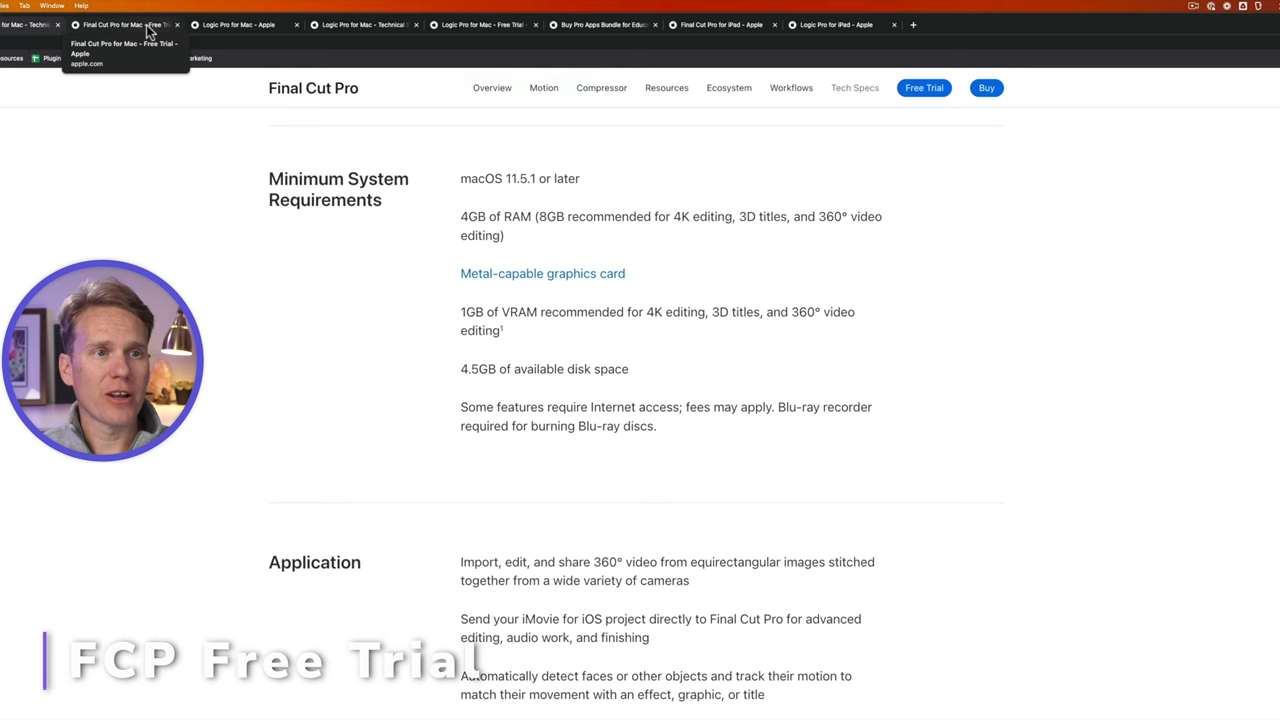 Tab Window Help
for Mac - Techni
Final Cut Pro for Mac - Free Tri
Logic Pro for Mac - Apple
Logic Pro for Mac - Technical
Logic Pro for Mac - Free Trial -
Buy Pro Apps Bundle for Educ
Final Cut Pro for iPad - Apple
Logic Pro for iPad - Apple
Final Cut Pro for Mac - Free Trial -
Apple
apple.com
Plugin
Final Cut Pro
Overview
Motion
Compressor
Resources
Ecosystem
Workflows
Tech Specs
Free Trial
Buy
Minimum System
Requirements
macOS 11.5.1 or later
4GB of RAM (8GB recommended for 4K editing, 3D titles, and 360° video
editing)
Metal-capable graphics card
1GB of VRAM recommended for 4K editing, 3D titles, and 360° video
editing¹
4.5GB of available disk space
Some features require Internet access; fees may apply. Blu-ray recorder
required for burning Blu-ray discs.
Application
Import, edit, and share 360° video from equirectangular images stitched
together from a wide variety of cameras
Send your iMovie for iOS project directly to Final Cut Pro for advanced
editing, audio work, and finishing
FCP Free Trial
Automatically detect faces or other objects and track their motion to
match their movement with an effect, graphic, or title